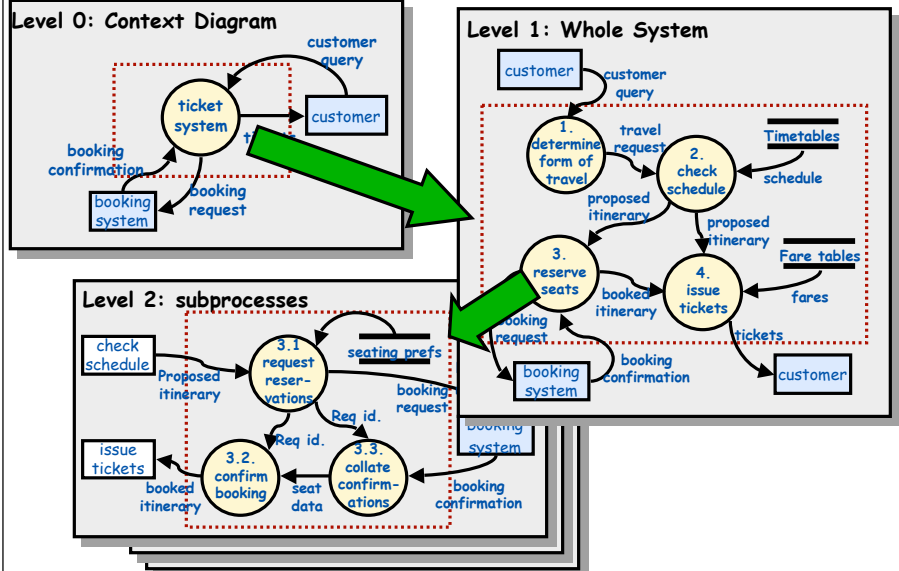 Level 0: Context Diagram
customer
query
ticket
system
customer
booking
confirmation
booking
system
booking
request
Level 1: Whole System
customer
customer
query
1.
determine
form of
travel
travel
request
2.
check
schedule
Timetables
schedule
proposed
itinerary
proposed
itinerary
3.
reserve
seats
booked
itinerary
4.
issue
tickets
Fare tables
fares
booking
request
booking
system
booking
confirmation
tickets
customer
Level 2: subprocesses
check
schedule
Proposed
itinerary
3.1
request
reser-
vations
seating prefs
booking
request
Req id.
Req id.
issue
tickets
booked
itinerary
3.2.
confirm
booking
seat
data
3.3.
collate
confirm-
ations
booking
system
booking
confirmation